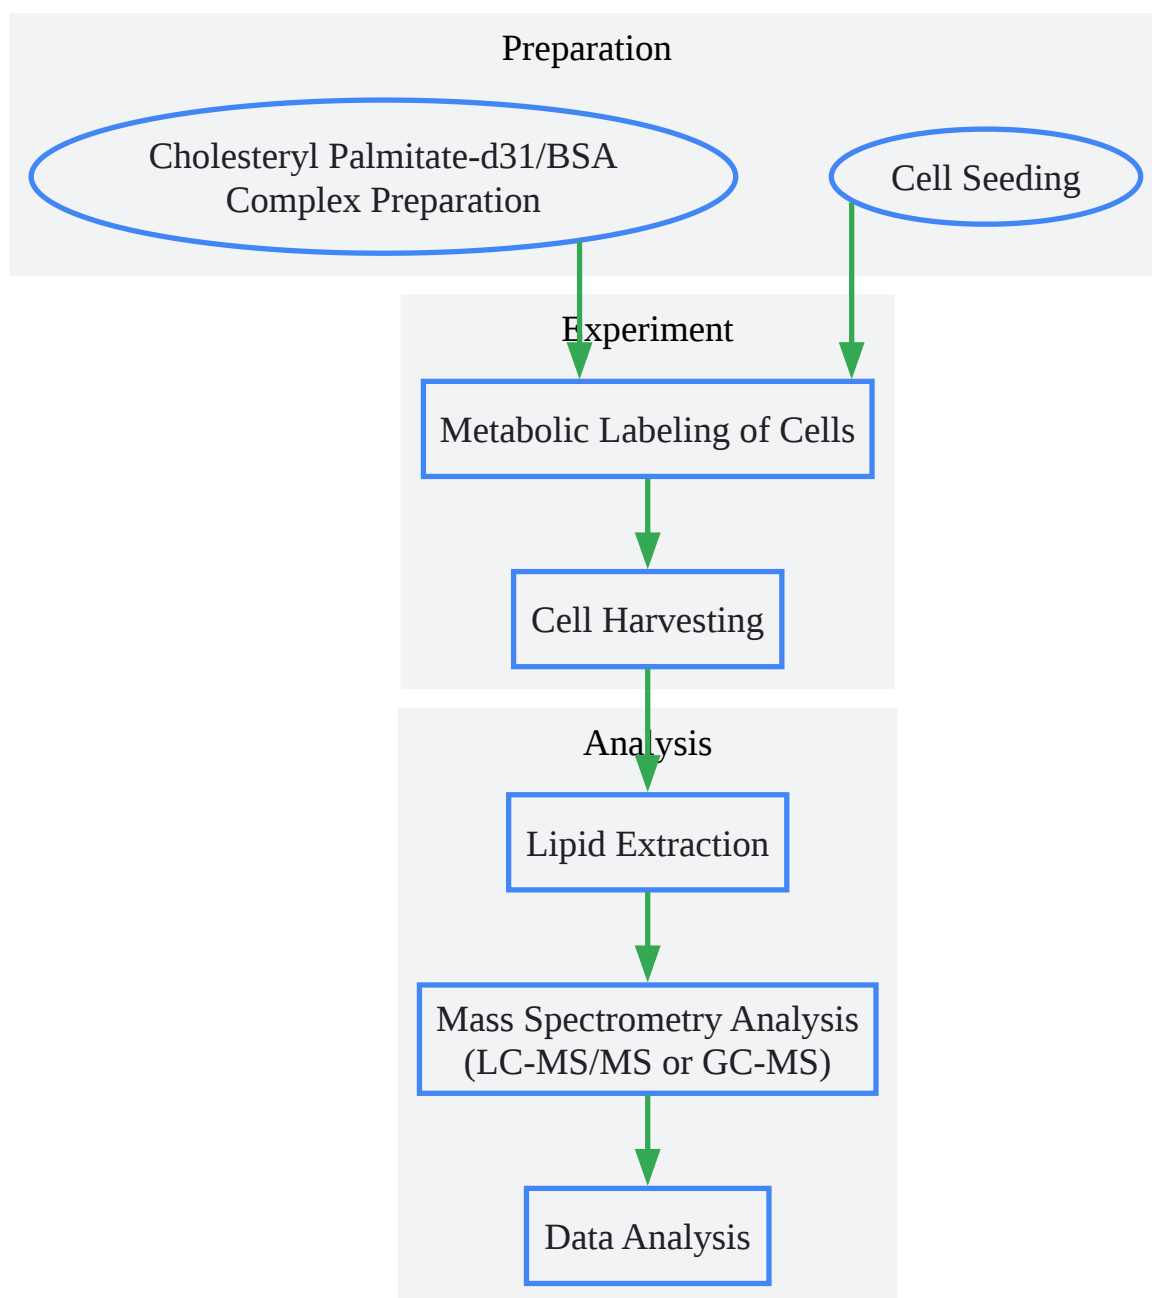 Preparation
Cholesteryl Palmitate-d31/BSA
Complex Preparation
Cell Seeding
Experiment
Metabolic Labeling of Cells
Cell Harvesting
Analysis
Lipid Extraction
Mass Spectrometry Analysis
(LC-MS/MS or GC-MS)
Data Analysis